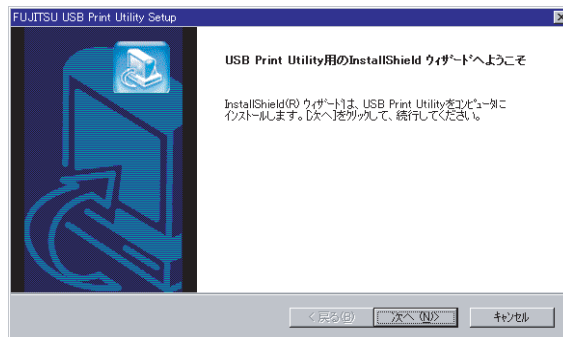 FUJITSU USB Print Utility Setup
USB Print Utility用のInstallShield ウィザードへようこそ
InstallShield(R) ウィザードは、USB Print Utilityをコンピュータに
インストールします。[次へ]をクリックして、続行してください。
< 戻る(B) 次へ (N)> キャンセル